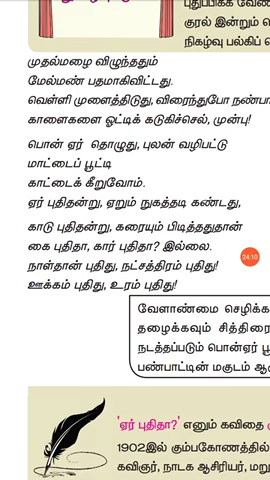 புதுப்பிக்க
குரல் இன்றும்
நிகழ்வு பல்கிப்
முதல்மழை விழுந்ததும்
மேல்மண் பதமாகிவிட்டது.
வெள்ளி முளைத்திடுது, விரைந்துபோ நண்பா
காளைகளை ஓட்டிக் கடுகிச்செல், முன்பு!
பொன் ஏர் தொழுது, புலன் வழிபட்டு
மாட்டைப் பூட்டி
காட்டைக் கீறுவோம்.
ஏர் புதிதன்று, ஏறும் நுகத்தடி கண்டது,
காடு புதிதன்று, கரையும் பிடித்ததுதான்
கை புதிதா, கார் புதிதா? இல்லை.
நாள்தான் புதிது, நட்சத்திரம் புதிது!
ஊக்கம் புதிது, உரம் புதிது!
24:10
வேளாண்மை செழிக்க
தழைக்கவும் சித்திரை
நடத்தப்படும் பொன்ஏர் பூ
பண்பாட்டின் மகுடம் ஆ
'ஏர் புதிதா?' எனும் கவிதை
1902இல் கும்பகோணத்தில்
கவிஞர், நாடக ஆசிரியர், மறு